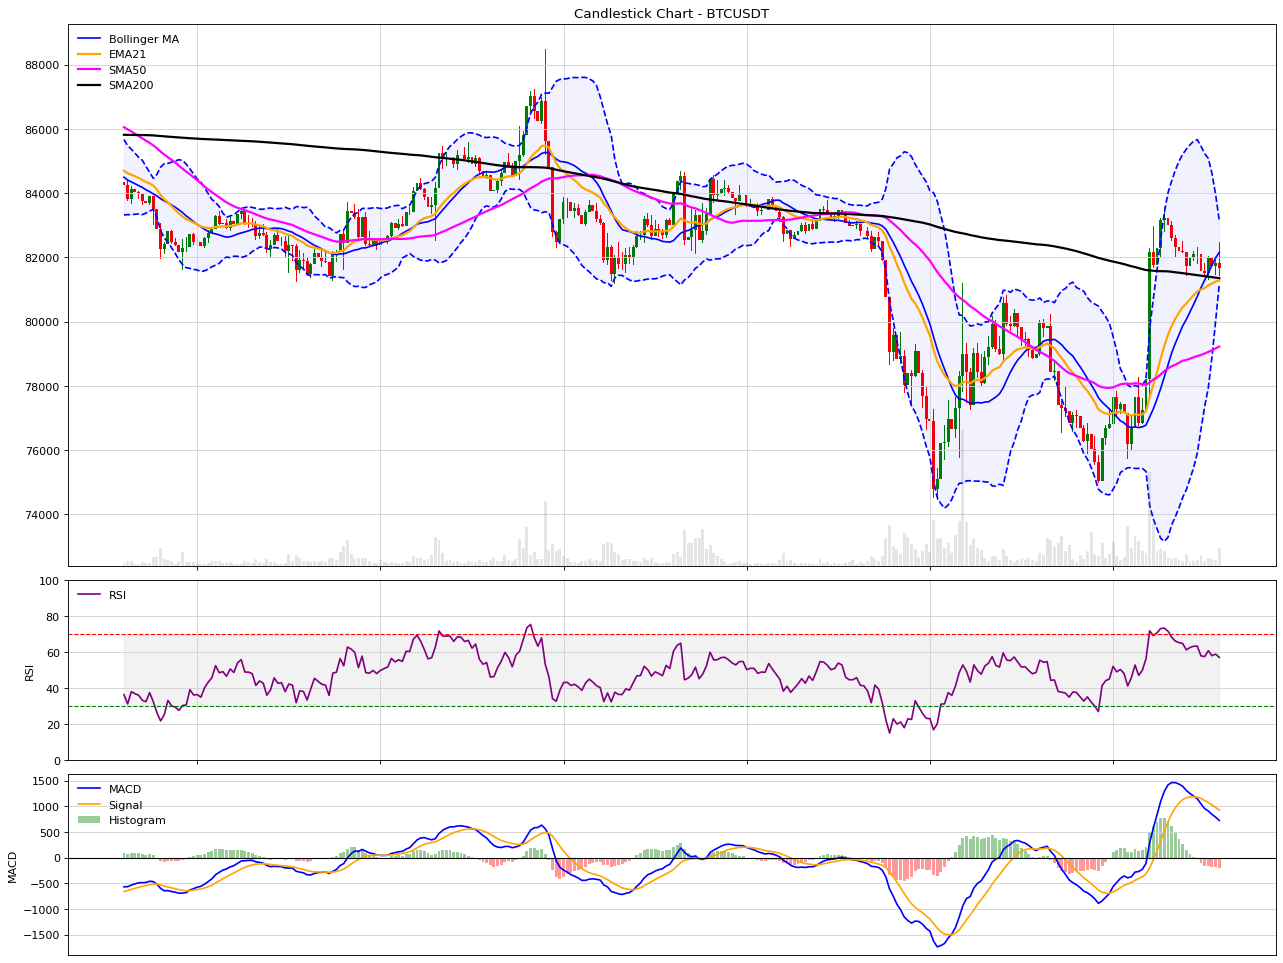 Candlestick Chart - BTCUSDT
Bollinger MA
EMA21
SMA50
SMA200
88000
86000
84000
82000
80000
78000
76000
74000
RSI
100
80
60
40
20
0
RSI
MACD
Signal
Histogram
1500
1000
500
0
−500
−1000
−1500
MACD